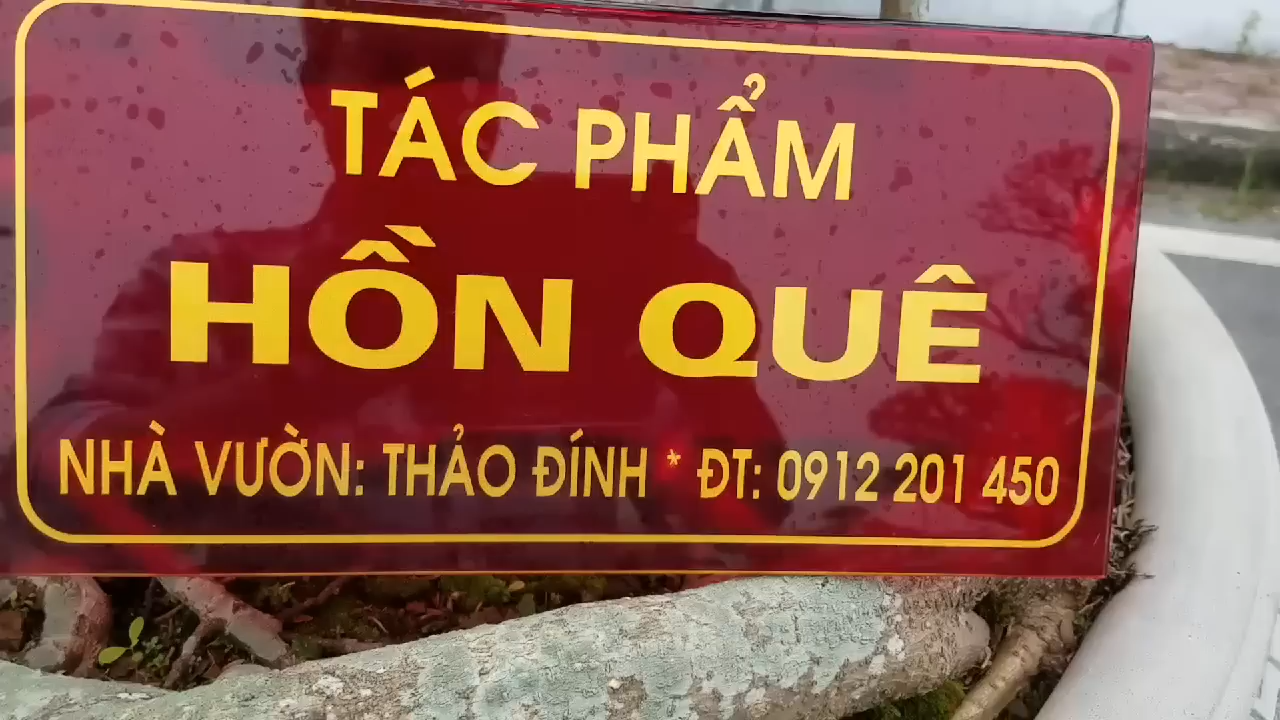 TÁC PHẨM
HỒN QUÊ
NHÀ VƯỜN: THẢO ĐÍNH * ĐT: 0912 201 450